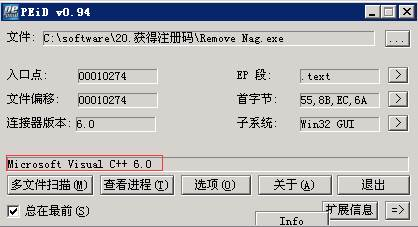 PEiD v0.94
文件: C:\software\20.获得注册码\Remove Nag.exe ...
入口点: 00010274 EP 段: .text >
文件偏移: 00010274 首字节: 55,8B,EC,6A >
连接器版本: 6.0 子系统: Win32 GUI >
Microsoft Visual C++ 6.0
多文件扫描(M) 查看进程(T) 选项(O) 关于(A) 退出
总在最前(S) Info 扩展信息 =>